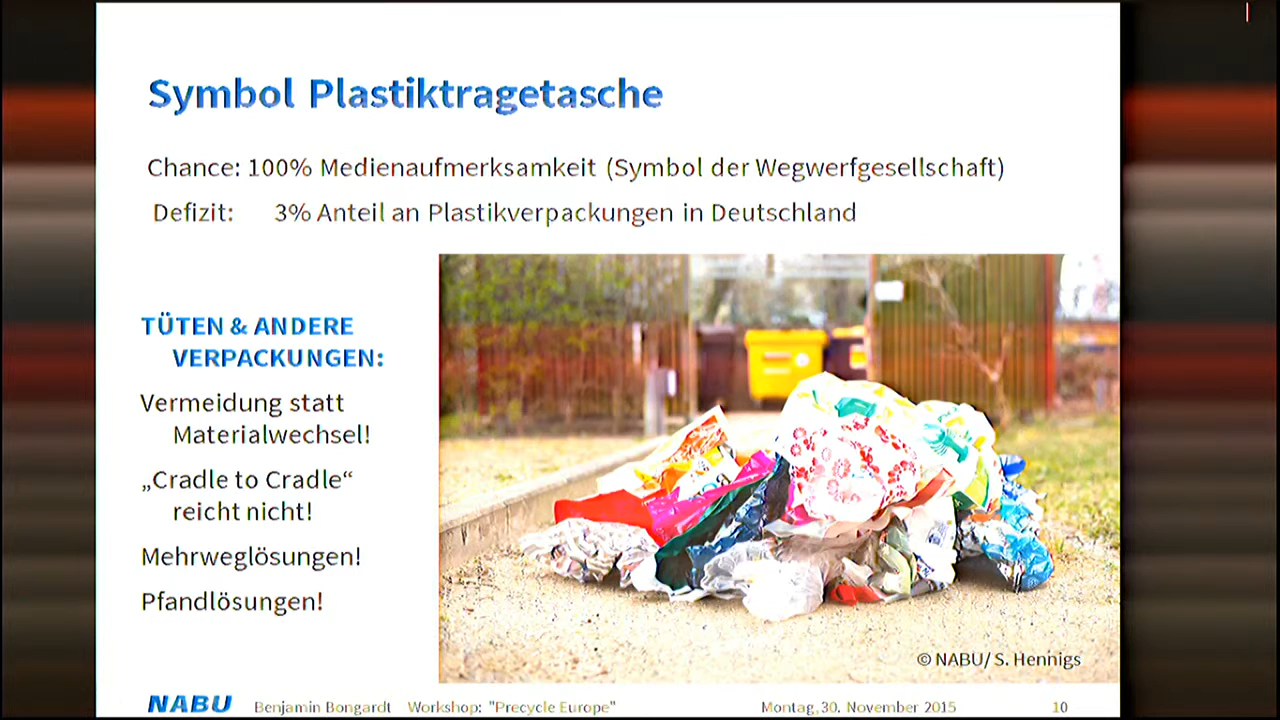 Symbol Plastiktragetasche
Chance: 100% Medienaufmerksamkeit (Symbol der Wegwerfgesellschaft)
Defizit: 3% Anteil an Plastikverpackungen in Deutschland
TÜTEN & ANDERE
VERPACKUNGEN:
Vermeidung statt
Materialwechsel!
„Cradle to Cradle“
reicht nicht!
Mehrweglösungen!
Pfandlösungen!
© NABU/ S. Hennigs
NABU Benjamin Bongardt Workshop: "Precycle Europe" Montag,30. November 2015 10